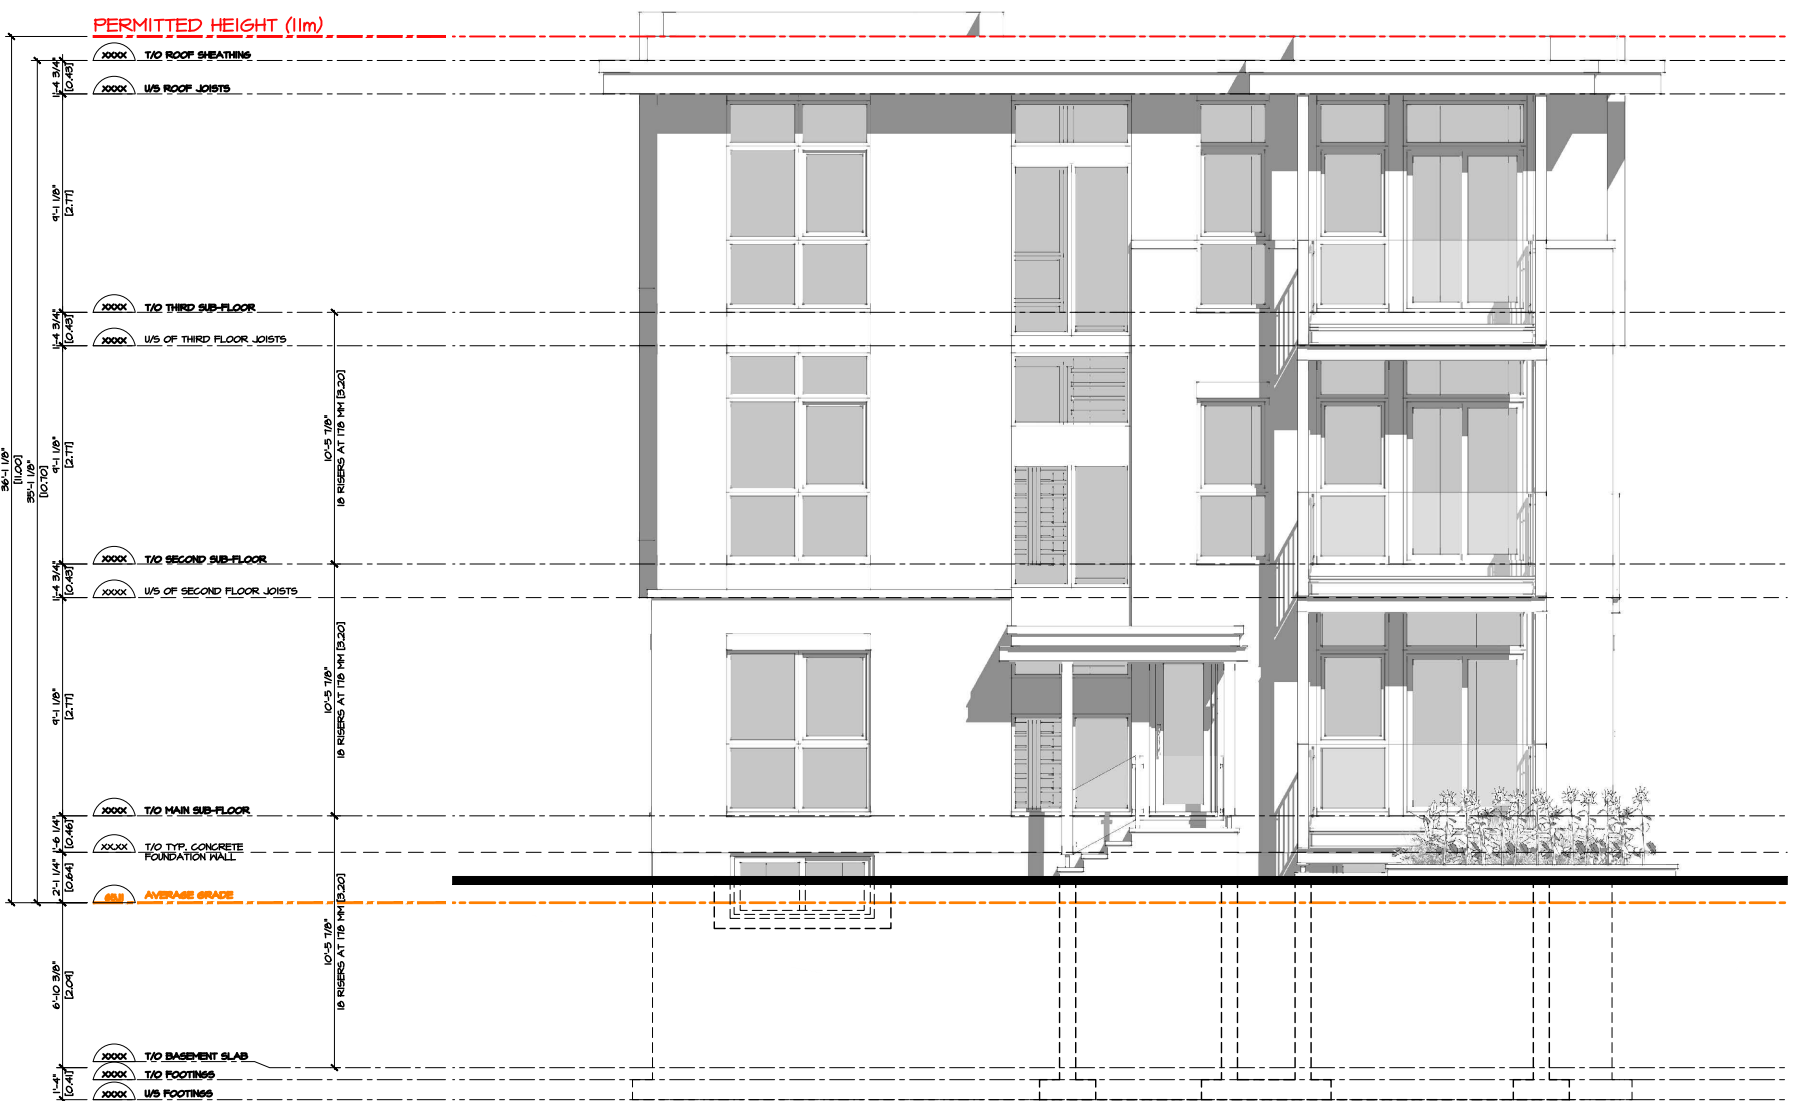 PERMITTED HEIGHT (11m)
XXXX T/O ROOF SHEATHING
1'-4 3/4"
[0.43]
XXXX U/S ROOF JOISTS
9'-1 1/8"
[2.77]
XXXX T/O THIRD SUB-FLOOR
1'-4 3/4"
[0.43]
XXXX U/S OF THIRD FLOOR JOISTS
10'-5 7/8"
18 RISERS AT 178 MM [3.20]
36'-1 1/8"
[11.00]
35'-1 1/8"
[10.70]
9'-1 1/8"
[2.77]
XXXX T/O SECOND SUB-FLOOR
1'-4 3/4"
[0.43]
XXXX U/S OF SECOND FLOOR JOISTS
10'-5 7/8"
18 RISERS AT 178 MM [3.20]
9'-1 1/8"
[2.77]
XXXX T/O MAIN SUB-FLOOR
1'-6 1/4"
[0.46]
XX.XX T/O TYP. CONCRETE
FOUNDATION WALL
2'-1 1/4"
[0.64]
AVERAGE GRADE
10'-5 7/8"
18 RISERS AT 178 MM [3.20]
6'-10 3/8"
[2.09]
XXXX T/O BASEMENT SLAB
XXXX T/O FOOTINGS
1'-4"
[0.41]
XXXX U/S FOOTINGS